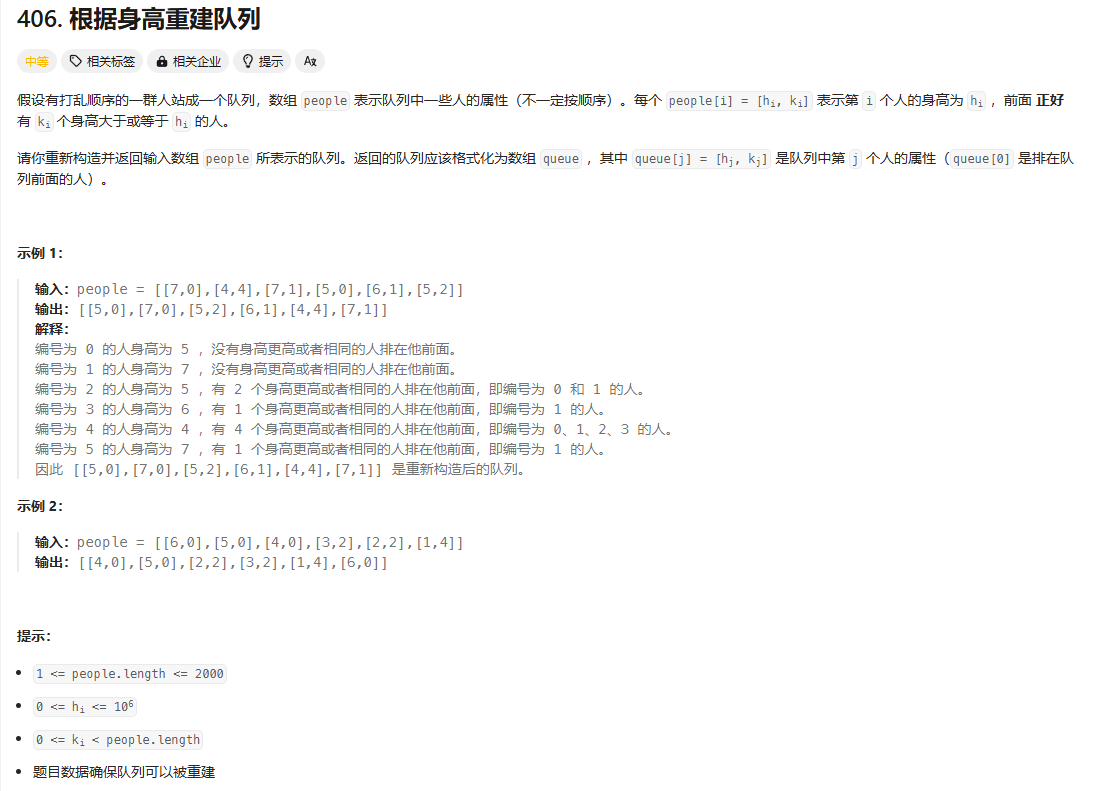 406. 根据身高重建队列
中等 相关标签 相关企业 提示 Aχ
假设有打乱顺序的一群人站成一个队列，数组 people 表示队列中一些人的属性（不一定按顺序）。每个 people[i] = [hi, ki] 表示第 i 个人的身高为 hi ，前面 正好
有 ki 个身高大于或等于 hi 的人。
请你重新构造并返回输入数组 people 所表示的队列。返回的队列应该格式化为数组 queue ，其中 queue[j] = [hj, kj] 是队列中第 j 个人的属性（queue[0] 是排在队
列前面的人）。
示例 1：
输入：people = [[7,0],[4,4],[7,1],[5,0],[6,1],[5,2]]
输出：[[5,0],[7,0],[5,2],[6,1],[4,4],[7,1]]
解释：
编号为 0 的人身高为 5 ，没有身高更高或者相同的人排在他前面。
编号为 1 的人身高为 7 ，没有身高更高或者相同的人排在他前面。
编号为 2 的人身高为 5 ，有 2 个身高更高或者相同的人排在他前面，即编号为 0 和 1 的人。
编号为 3 的人身高为 6 ，有 1 个身高更高或者相同的人排在他前面，即编号为 1 的人。
编号为 4 的人身高为 4 ，有 4 个身高更高或者相同的人排在他前面，即编号为 0、1、2、3 的人。
编号为 5 的人身高为 7 ，有 1 个身高更高或者相同的人排在他前面，即编号为 1 的人。
因此 [[5,0],[7,0],[5,2],[6,1],[4,4],[7,1]] 是重新构造后的队列。
示例 2：
输入：people = [[6,0],[5,0],[4,0],[3,2],[2,2],[1,4]]
输出：[[4,0],[5,0],[2,2],[3,2],[1,4],[6,0]]
提示：
1 <= people.length <= 2000
0 <= hi <= 10⁶
0 <= ki < people.length
题目数据确保队列可以被重建